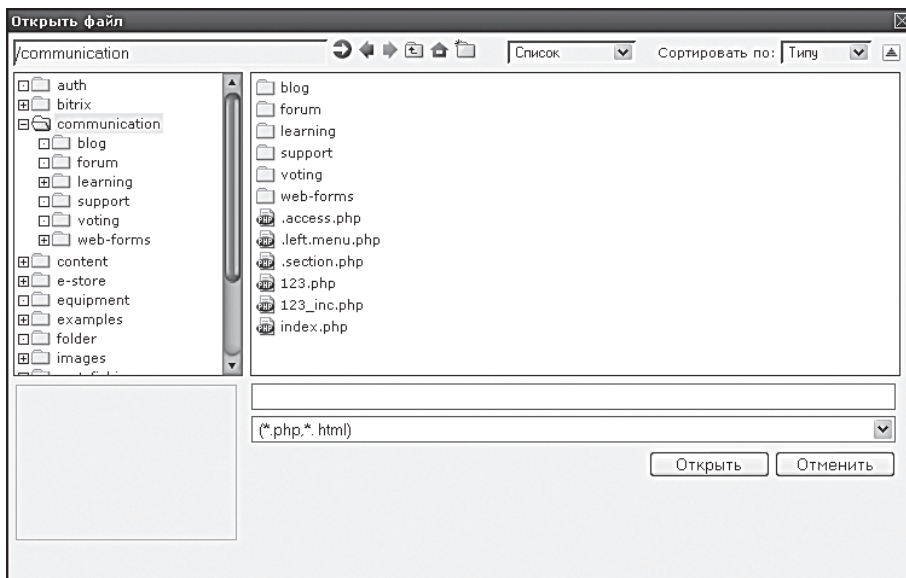 Открыть файл
/communication
Список
Сортировать по: Типу
auth
bitrix
communication
blog
forum
learning
support
voting
web-forms
content
e-store
equipment
examples
folder
images
blog
forum
learning
support
voting
web-forms
.access.php
.left.menu.php
.section.php
123.php
123_inc.php
index.php
(*.php,*. html)
Открыть
Отменить